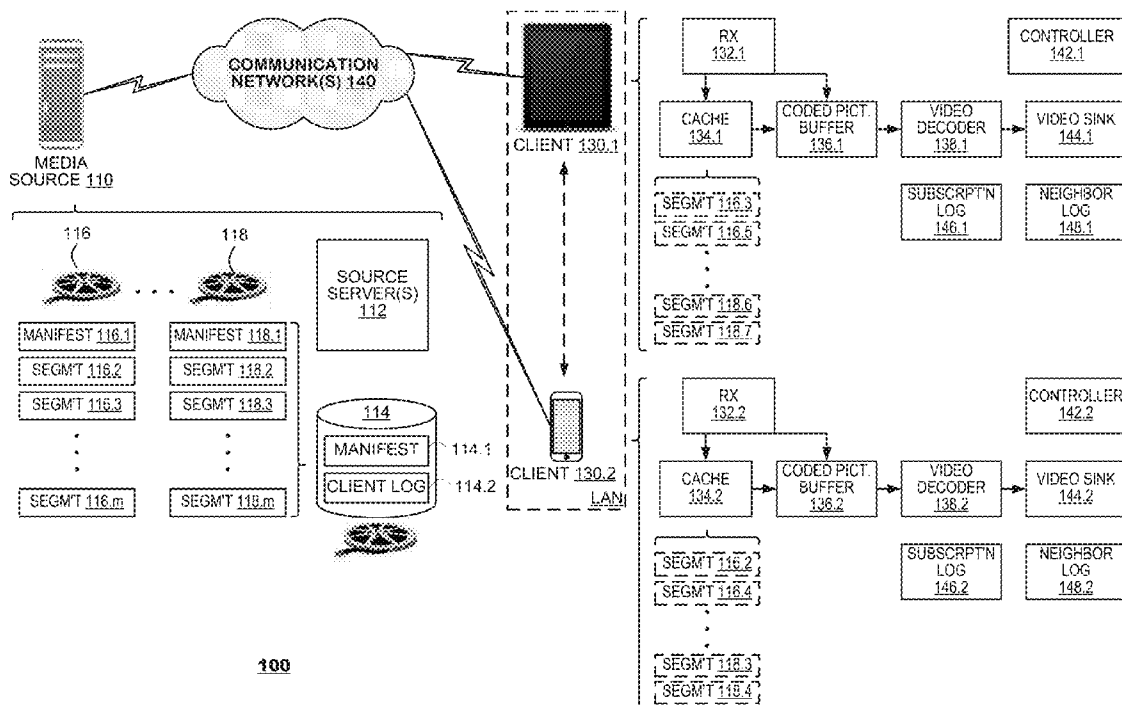 COMMUNICATION
NETWORK(S) 140
MEDIA
SOURCE 110
116
118
MANIFEST 116.1
SEGM'T 116.2
SEGM'T 116.3
SEGM'T 116.m
MANIFEST 118.1
SEGM'T 118.2
SEGM'T 118.3
SEGM'T 118.m
SOURCE
SERVER(S)
112
114
MANIFEST
114.1
CLIENT LOG
114.2
CLIENT 130.1
CLIENT 130.2
LAN
RX
132.1
CONTROLLER
142.1
CACHE
134.1
CODED PICT.
BUFFER
136.1
VIDEO
DECODER
138.1
VIDEO SINK
144.1
SEGM'T 116.3
SEGM'T 116.5
SEGM'T 118.6
SEGM'T 118.7
SUBSCRPT'N
LOG
146.1
NEIGHBOR
LOG
148.1
RX
132.2
CONTROLLER
142.2
CACHE
134.2
CODED PICT.
BUFFER
136.2
VIDEO
DECODER
138.2
VIDEO SINK
144.2
SEGM'T 116.2
SEGM'T 116.4
SEGM'T 118.3
SEGM'T 118.4
SUBSCRPT'N
LOG
146.2
NEIGHBOR
LOG
148.2
100